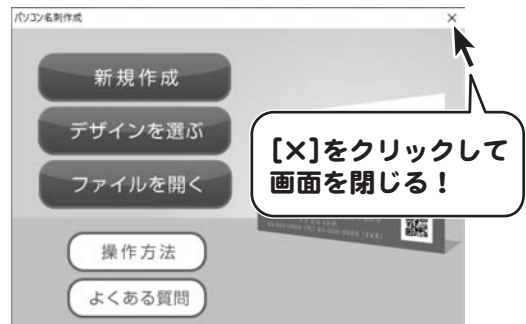 パソコン名刺作成
×
新規作成
デザインを選ぶ
ファイルを開く
操作方法
よくある質問
[×]をクリックして
画面を閉じる！